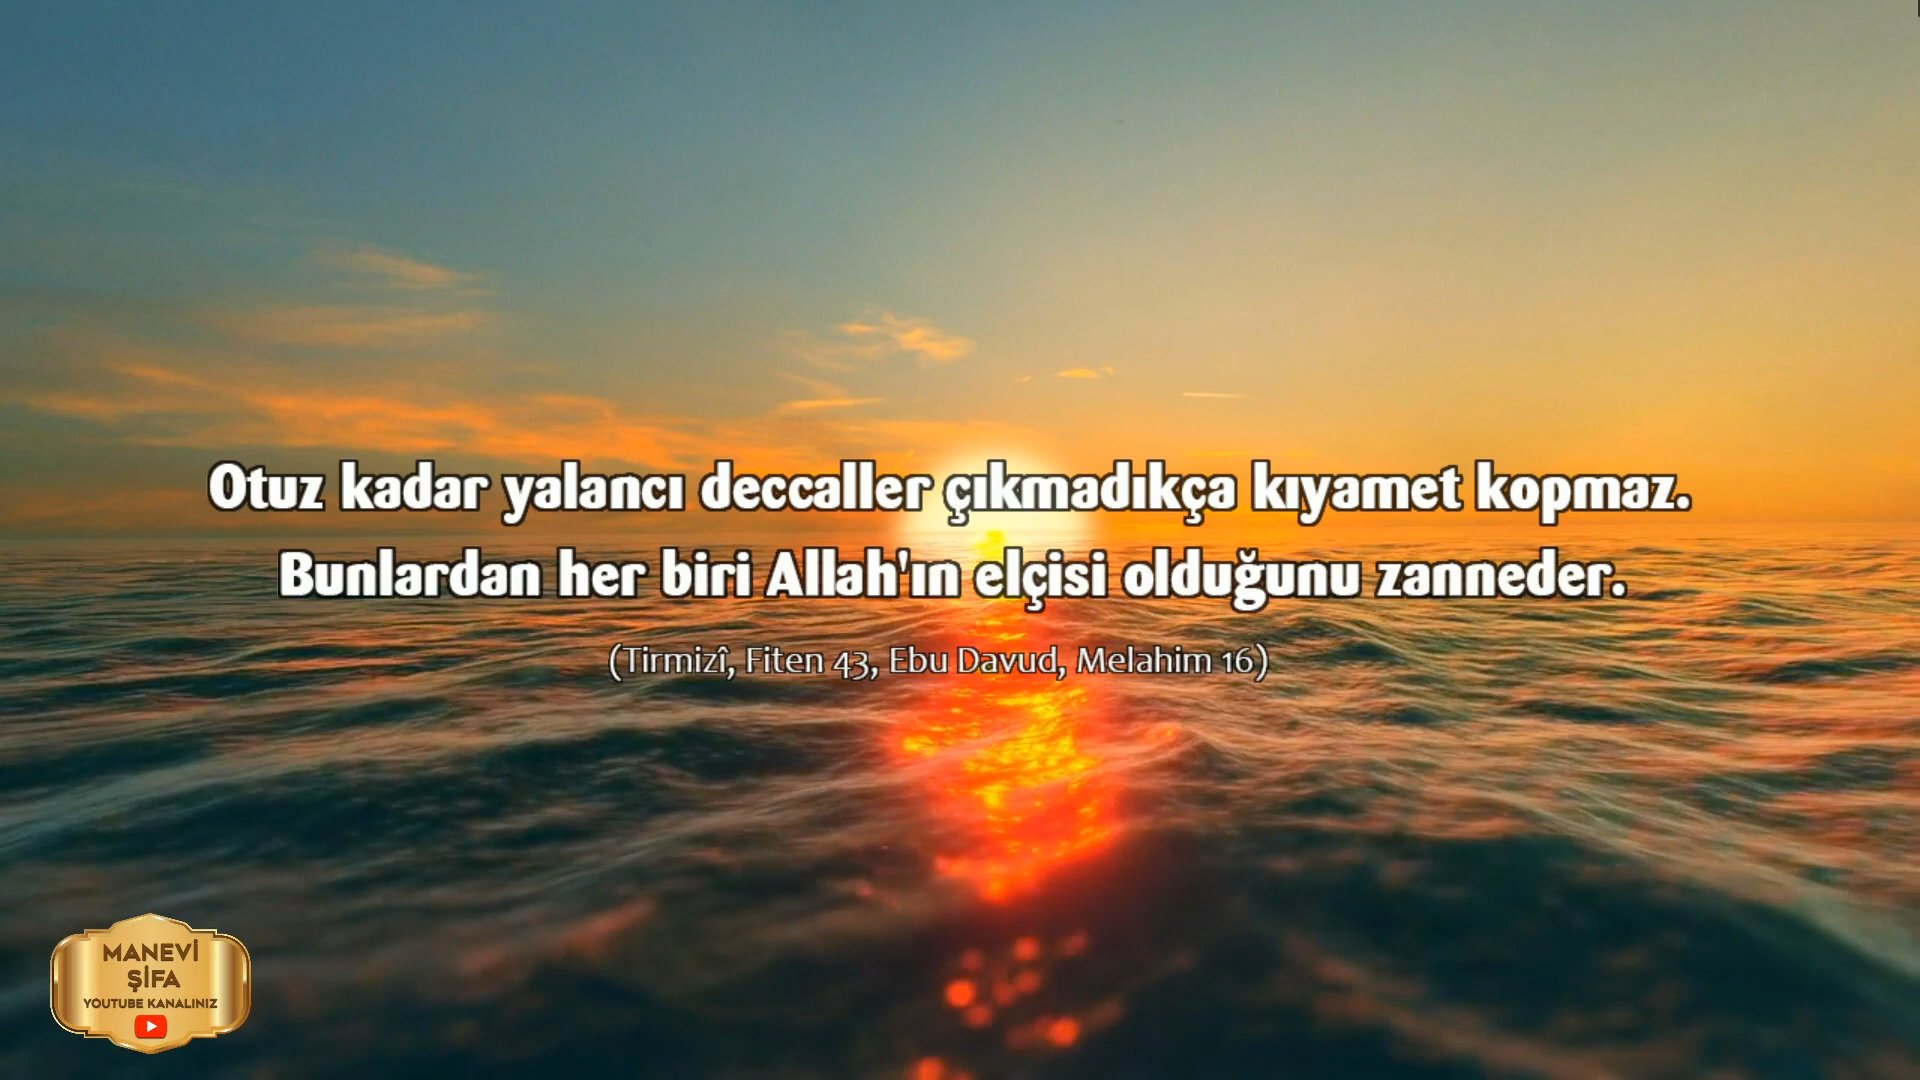 Otuz kadar yalancı deccaller çıkmadıkça kıyamet kopmaz.
Bunlardan her biri Allah'ın elçisi olduğunu zanneder.
(Tirmizî, Fiten 43, Ebu Davud, Melahim 16)
MANEVİ
ŞİFA
YOUTUBE KANALINIZ